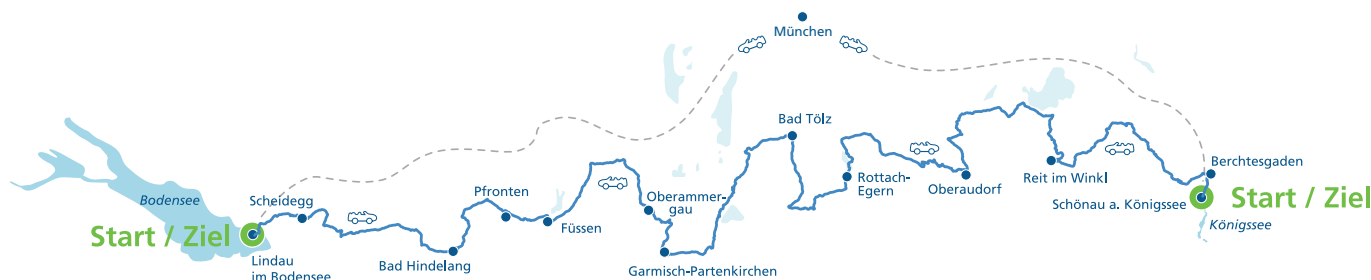 München
Bad Tölz
Berchtesgaden
Rottach-
Egern
Reit im Winkl
Oberaudorf
Pfronten
Oberammer-
gau
Bodensee
Scheidegg
Schönau a. Königssee
Start / Ziel
Füssen
Königssee
Start / Ziel
Lindau
im Bodensee
Bad Hindelang
Garmisch-Partenkirchen